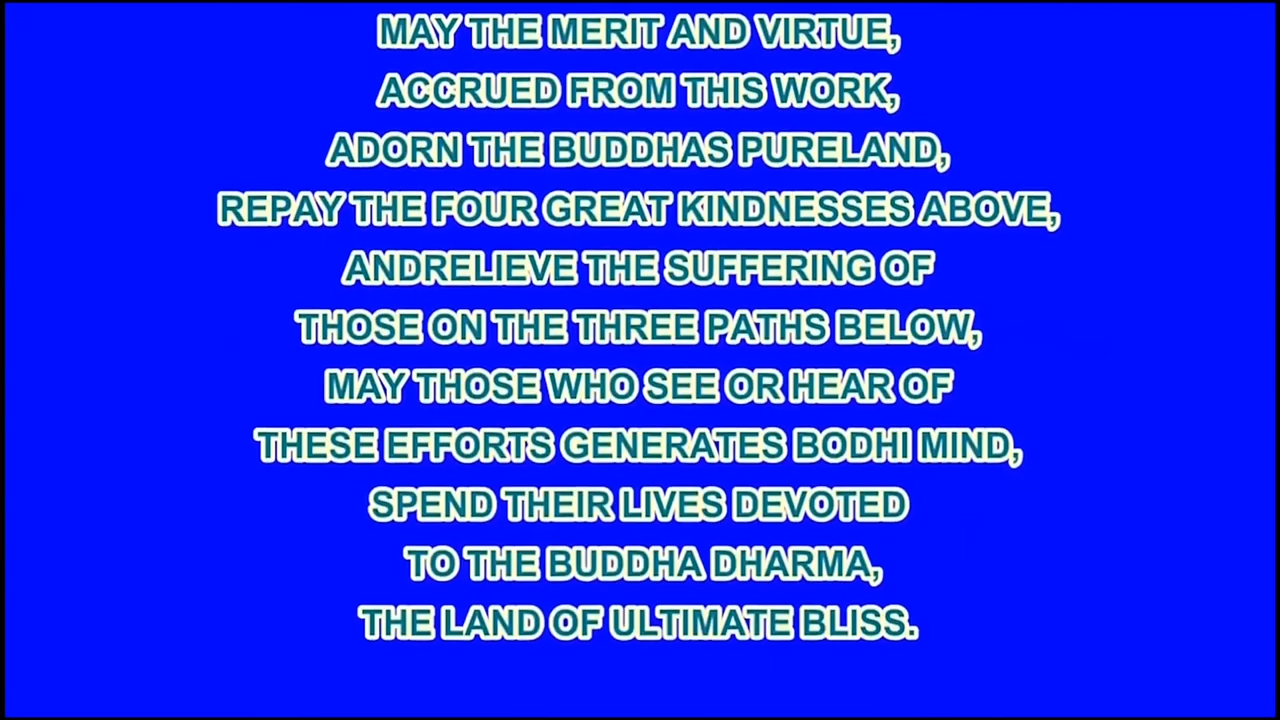 MAY THE MERIT AND VIRTUE,
ACCRUED FROM THIS WORK,
ADORN THE BUDDHAS PURELAND,
REPAY THE FOUR GREAT KINDNESSES ABOVE,
ANDRELIEVE THE SUFFERING OF
THOSE ON THE THREE PATHS BELOW,
MAY THOSE WHO SEE OR HEAR OF
THESE EFFORTS GENERATES BODHI MIND,
SPEND THEIR LIVES DEVOTED
TO THE BUDDHA DHARMA,
THE LAND OF ULTIMATE BLISS.